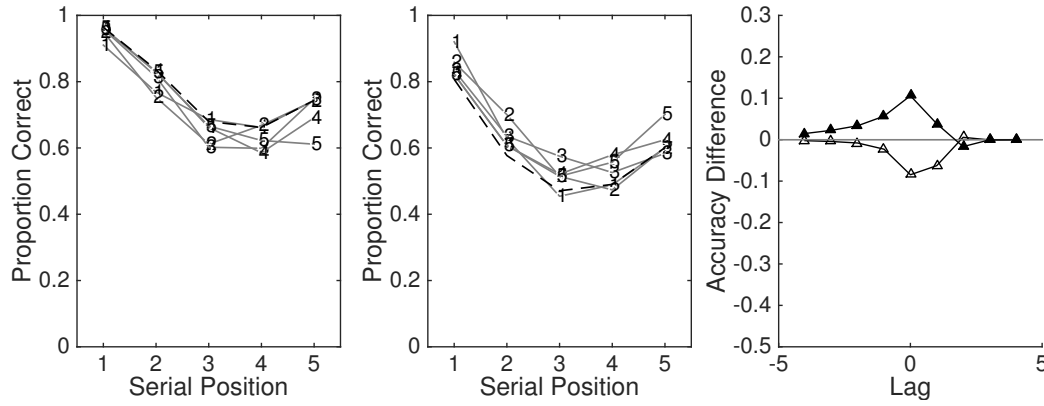 Proportion Correct
1
0.8
0.6
0.4
0.2
0
1 2 3 4 5
Serial Position
Proportion Correct
1
0.8
0.6
0.4
0.2
0
1 2 3 4 5
Serial Position
Accuracy Difference
0.3
0.2
0.1
0
-0.1
-0.2
-0.3
-0.4
-0.5
-5 0 5
Lag